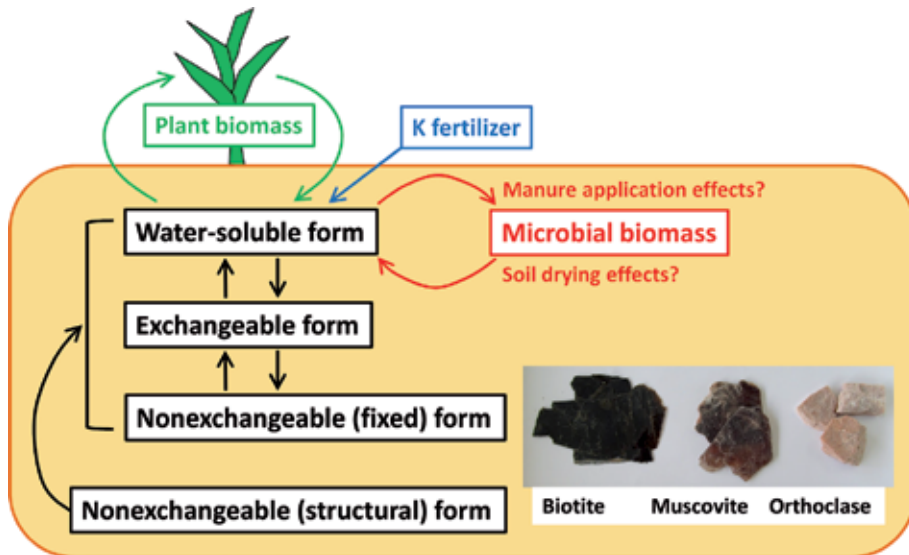 Plant biomass
K fertilizer
Manure application effects?
Water-soluble form
Microbial biomass
Soil drying effects?
Exchangeable form
Nonexchangeable (fixed) form
Nonexchangeable (structural) form
Biotite
Muscovite
Orthoclase